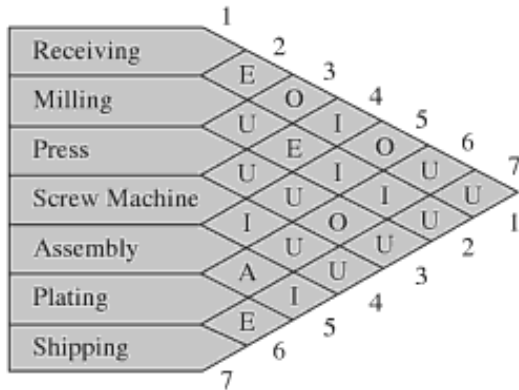 1
Receiving 2
E 3
Milling O 4
U I 5
Press E O 6
U I U 7
Screw Machine U I U
I O U 1
Assembly U U 2
A U 3
Plating I 4
E 5
Shipping 6
7